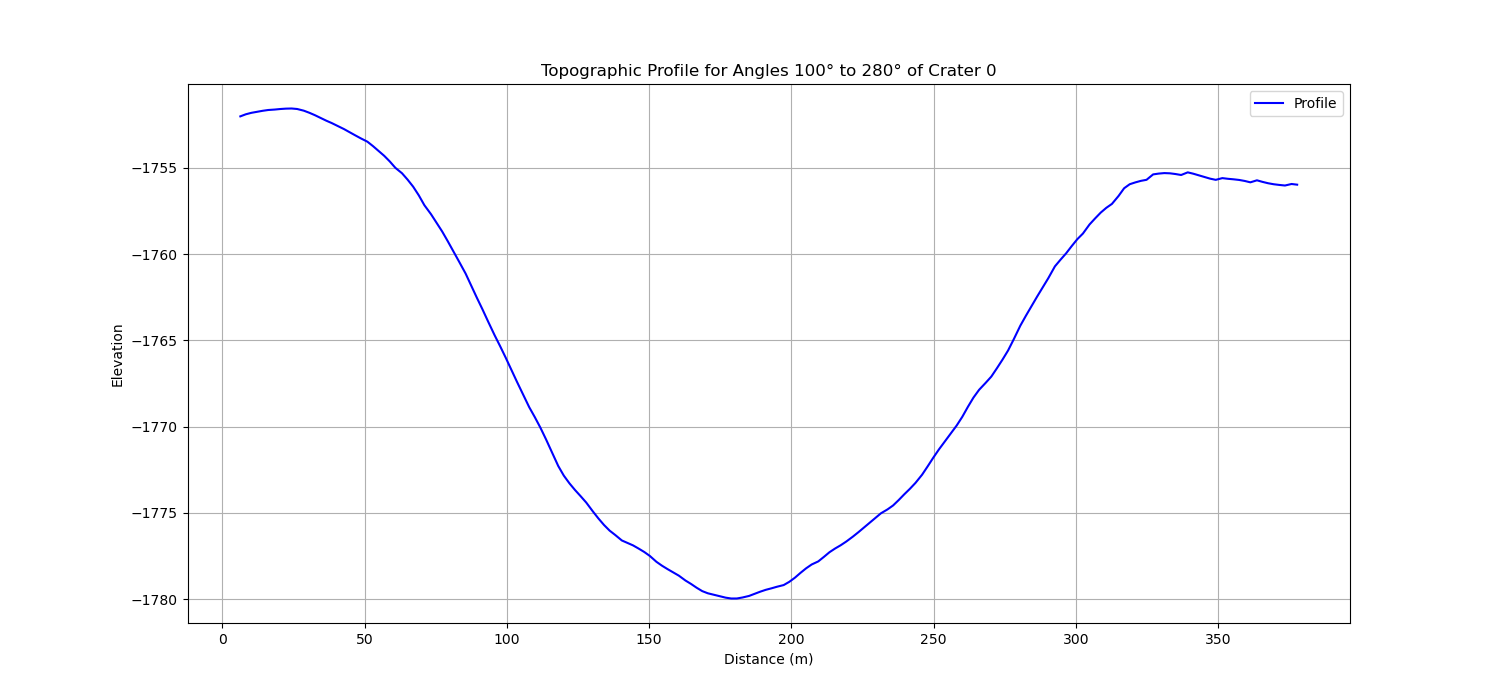 Topographic Profile for Angles 100° to 280° of Crater 0
Profile
Elevation
−1755
−1760
−1765
−1770
−1775
−1780
0 50 100 150 200 250 300 350
Distance (m)